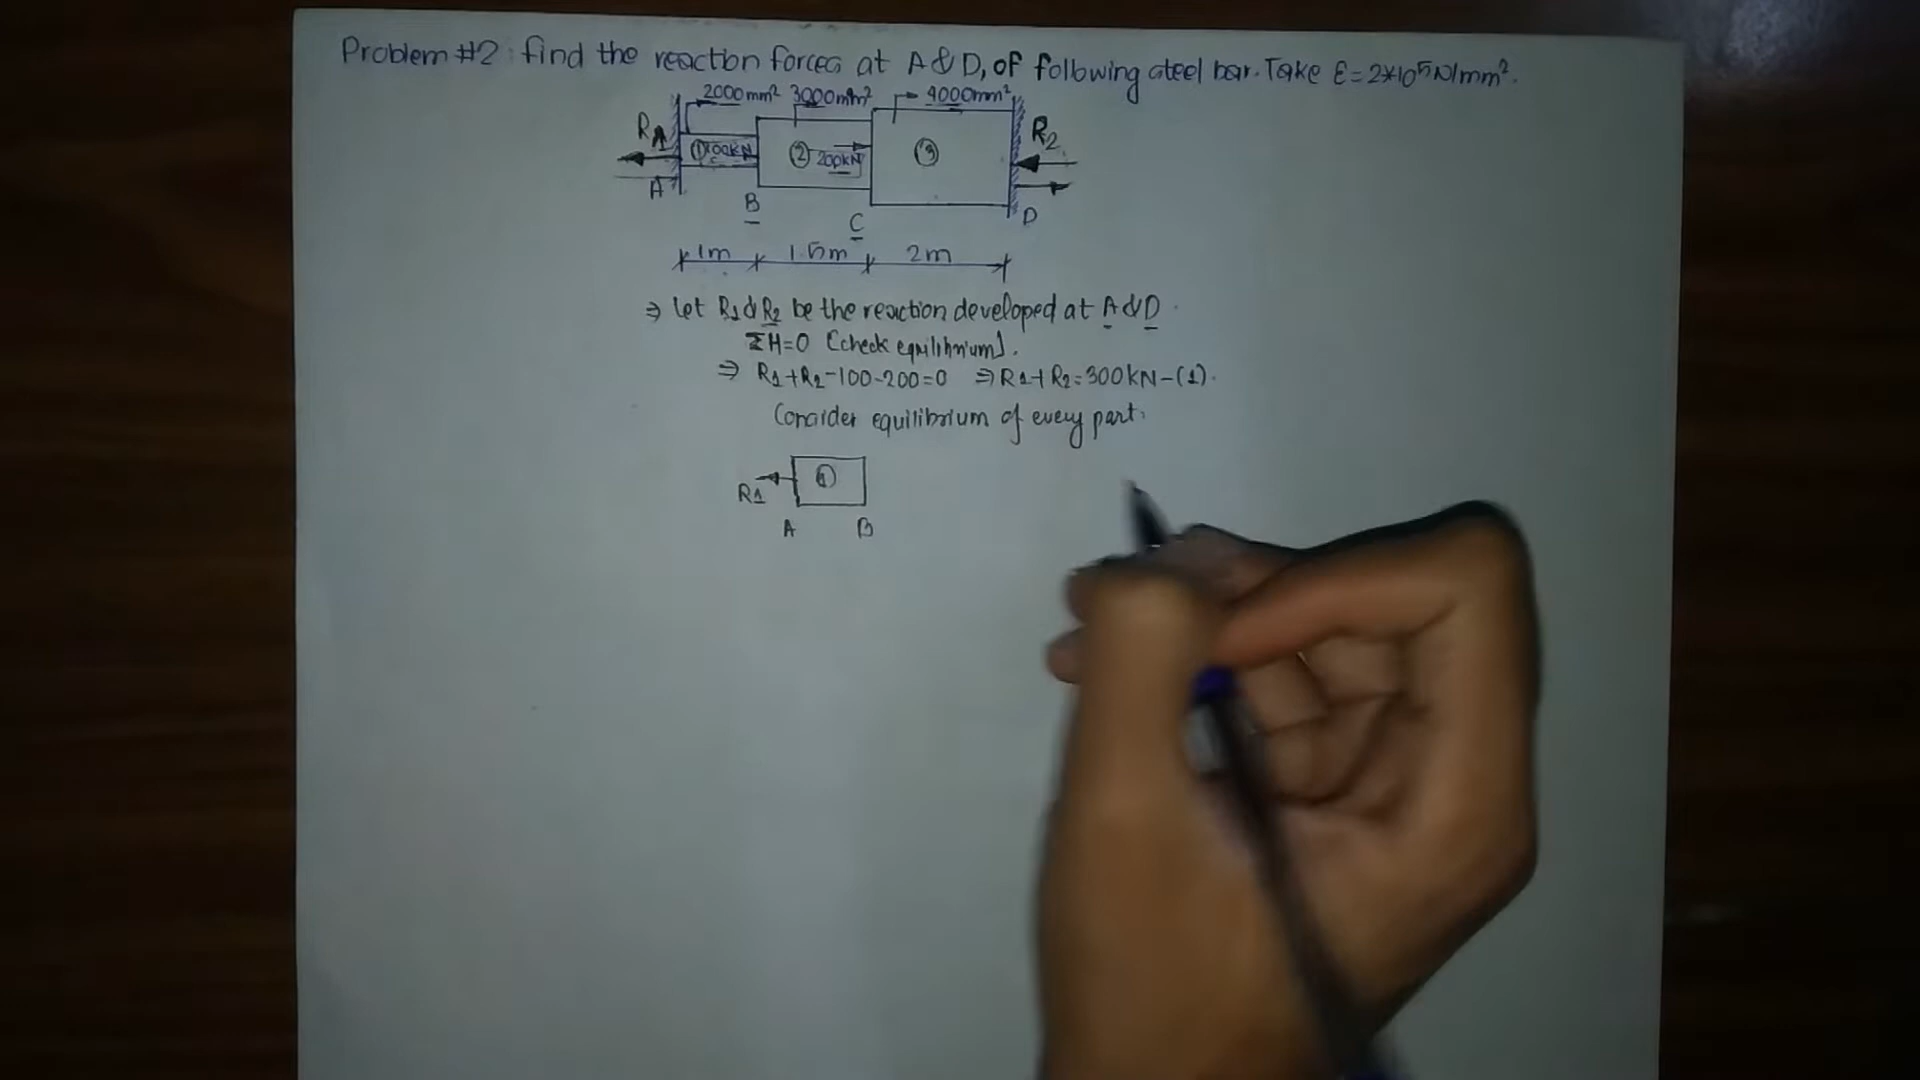 Problem #2: find the reaction forces at A & D, of following steel bar. Take E=2*10⁵N/mm².
2000mm² 3000mm² 4000mm²
R1 ① 100kN ② 200kN ③ R2
A B C D
1m 1.5m 2m
⇒ Let R1 & R2 be the reaction developed at A & D.
ΣH=0 [check equilibrium].
⇒ R1+R2-100-200=0 ⇒ R1+R2=300kN-(1).
Consider equilibrium of every part.
R1 ①
A B